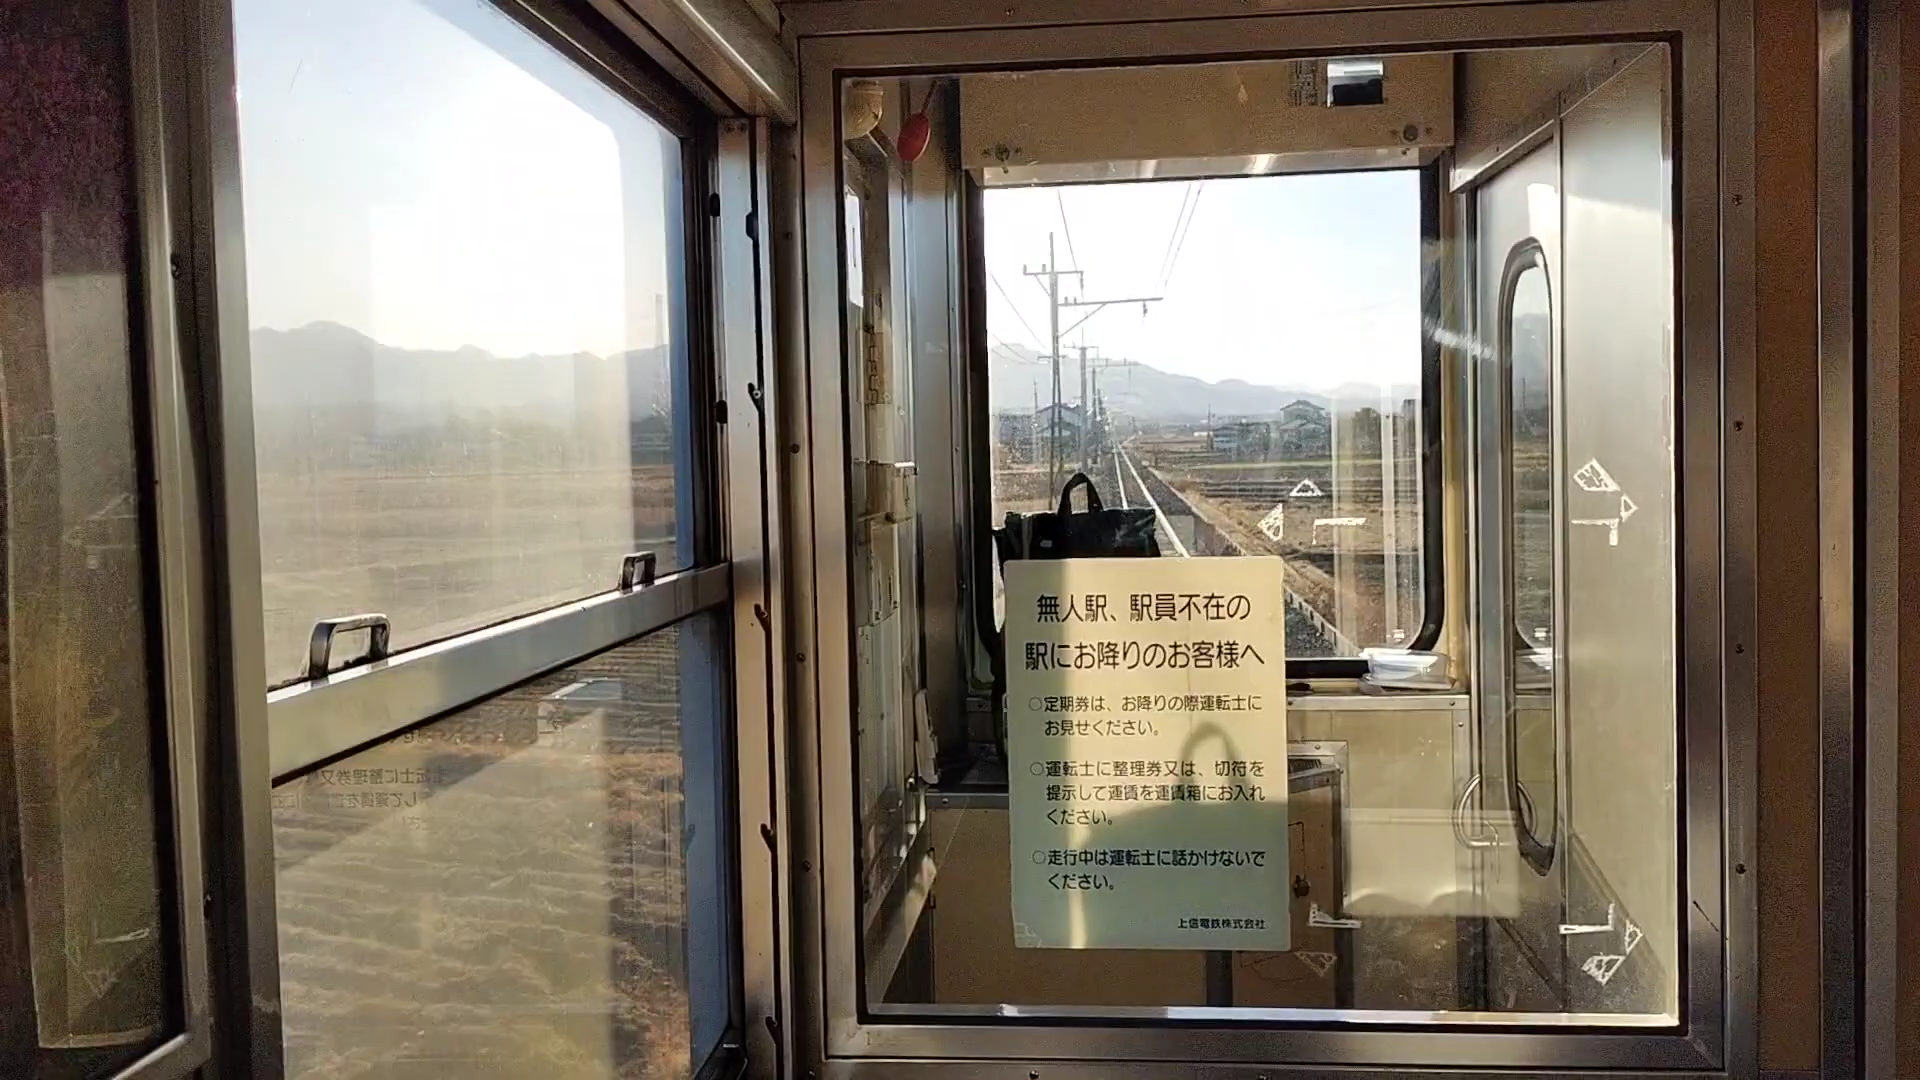 無人駅、駅員不在の
駅にお降りのお客様へ
○定期券は、お降りの際運転士に
お見せください。
○運転士に整理券又は、切符を
提示して運賃を運賃箱にお入れ
ください。
○走行中は運転士に話かけないで
ください。
上信電鉄株式会社